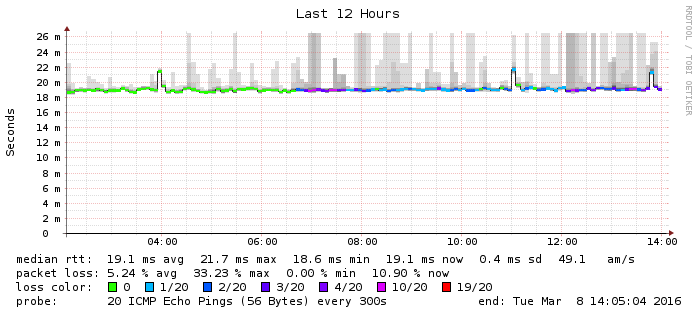 Last 12 Hours
RRDTOOL / TOBI OETIKER
Seconds
26 m
24 m
22 m
20 m
18 m
16 m
14 m
12 m
10 m
8 m
6 m
4 m
2 m
0
04:00 06:00 08:00 10:00 12:00 14:00
median rtt: 19.1 ms avg 21.7 ms max 18.6 ms min 19.1 ms now 0.4 ms sd 49.1 am/s
packet loss: 5.24 % avg 33.23 % max 0.00 % min 10.90 % now
loss color: 0 1/20 2/20 3/20 4/20 10/20 19/20
probe: 20 ICMP Echo Pings (56 Bytes) every 300s end: Tue Mar 8 14:05:04 2016